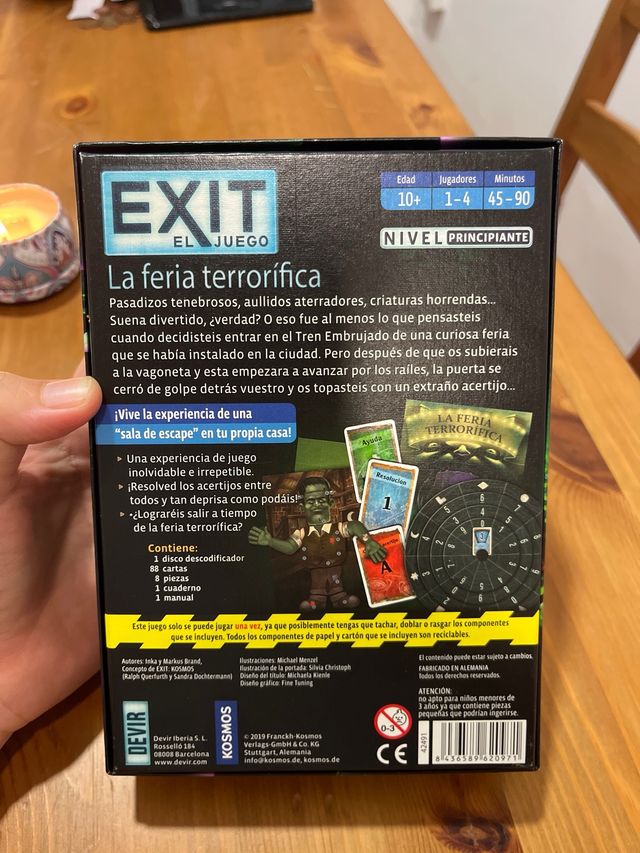 EXIT
EL JUEGO
Edad
10+
Jugadores
1-4
Minutos
45-90
NIVEL PRINCIPIANTE
La feria terrorífica
Pasadizos tenebrosos, aullidos aterradores, criaturas horrendas...
Suena divertido, ¿verdad? O eso fue al menos lo que pensasteis
cuando decidisteis entrar en el Tren Embrujado de una curiosa feria
que se había instalado en la ciudad. Pero después de que os subierais
a la vagoneta y esta empezara a avanzar por los raíles, la puerta se
cerró de golpe detrás vuestro y os topasteis con un extraño acertijo...
¡Vive la experiencia de una
“sala de escape” en tu propia casa!
Una experiencia de juego
inolvidable e irrepetible.
¡Resolved los acertijos entre
todos y tan deprisa como podáis!
¿Lograréis salir a tiempo
de la feria terrorífica?
Contiene:
1 disco descodificador
88 cartas
8 piezas
1 cuaderno
1 manual
Ayuda
Resolución
1
A
LA FERIA
TERRORÍFICA
Este juego solo se puede jugar una vez, ya que posiblemente tengas que tachar, doblar o rasgar los componentes
que se incluyen. Todos los componentes de papel y cartón que se incluyen son reciclables.
Autores: Inka y Markus Brand,
Concepto de EXIT: KOSMOS
(Ralph Querfurth y Sandra Dochtermann)
Ilustraciones: Michael Menzel
Ilustración de la portada: Silvia Christoph
Diseño del título: Michaela Kienle
Diseño gráfico: Fine Tuning
El contenido puede estar sujeto a cambios.
FABRICADO EN ALEMANIA
Todos los derechos reservados.
ATENCIÓN:
no apto para niños menores de
3 años ya que contiene piezas
pequeñas que podrían ingerirse.
DEVIR
Devir Iberia S. L.
Rosselló 184
08008 Barcelona
www.devir.com
KOSMOS
© 2019 Franckh-Kosmos
Verlags-GmbH & Co. KG
Stuttgart, Alemania
info@kosmos.de, kosmos.de
0-3
CE
42491
8 436589 620971